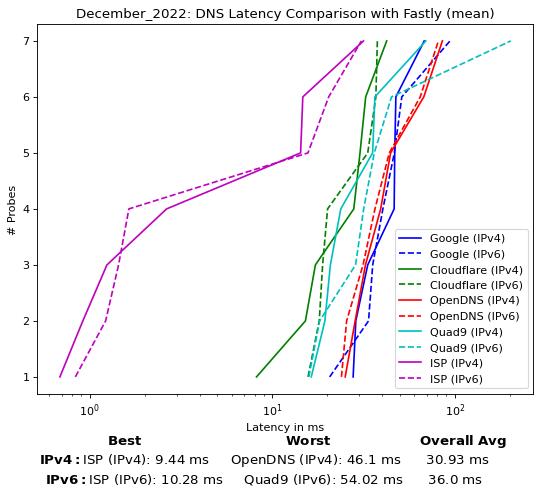 December_2022: DNS Latency Comparison with Fastly (mean)
7
6
5
4
3
2
1
# Probes
10⁰ 10¹ 10²
Latency in ms
Google (IPv4)
Google (IPv6)
Cloudflare (IPv4)
Cloudflare (IPv6)
OpenDNS (IPv4)
OpenDNS (IPv6)
Quad9 (IPv4)
Quad9 (IPv6)
ISP (IPv4)
ISP (IPv6)
Best Worst Overall Avg
IPv4: ISP (IPv4): 9.44 ms OpenDNS (IPv4): 46.1 ms 30.93 ms
IPv6: ISP (IPv6): 10.28 ms Quad9 (IPv6): 54.02 ms 36.0 ms